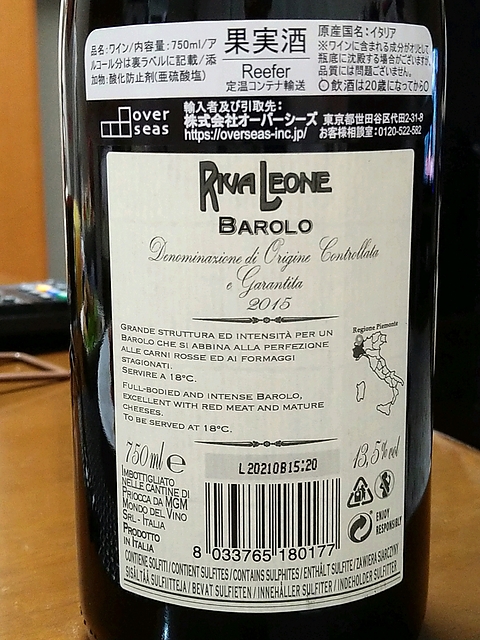 品名:ワイン/内容量:750ml/ア
ルコール分は裏ラベルに記載/添
加物:酸化防止剤(亜硫酸塩)
果実酒
Reefer
定温コンテナ輸送
原産国名:イタリア
※ワインに含まれる成分がオリとして
瓶底に沈殿する場合がございますが、
品質には問題ございません。
○飲酒は20歳になってから○
over
seas
輸入者及び引取先:
株式会社オーバーシーズ 東京都世田谷区代田2-31-8
https://overseas-inc.jp/ お客様相談室:0120-522-582
RIVA LEONE
BAROLO
Denominazione di Origine Controllata
e Garantita
2015
GRANDE STRUTTURA ED INTENSITÀ PER UN
BAROLO CHE SI ABBINA ALLA PERFEZIONE
ALLE CARNI ROSSE ED AI FORMAGGI
STAGIONATI.
SERVIRE A 18°C.
FULL-BODIED AND INTENSE BAROLO,
EXCELLENT WITH RED MEAT AND MATURE
CHEESES.
TO BE SERVED AT 18°C.
Regione Piemonte
750 ml e
L20210B15:20
13,5% vol
IMBOTTIGLIATO
NELLE CANTINE DI
PRIOCCA DA MGM
MONDO DEL VINO
SRL - ITALIA
PRODOTTO
IN ITALIA
ENJOY
RESPONSIBLY
8 033765 180177
CONTIENE SOLFITI / CONTIENT SULFITES / CONTAINS SULPHITES / ENTHÄLT SULFITE / ZAWIERA SIARCZYNY
SISÄLTÄÄ SULFIITTEJA / BEVAT SULFIETEN / INNEHÅLLER SULFITER / INDEHOLDER SULFITTER